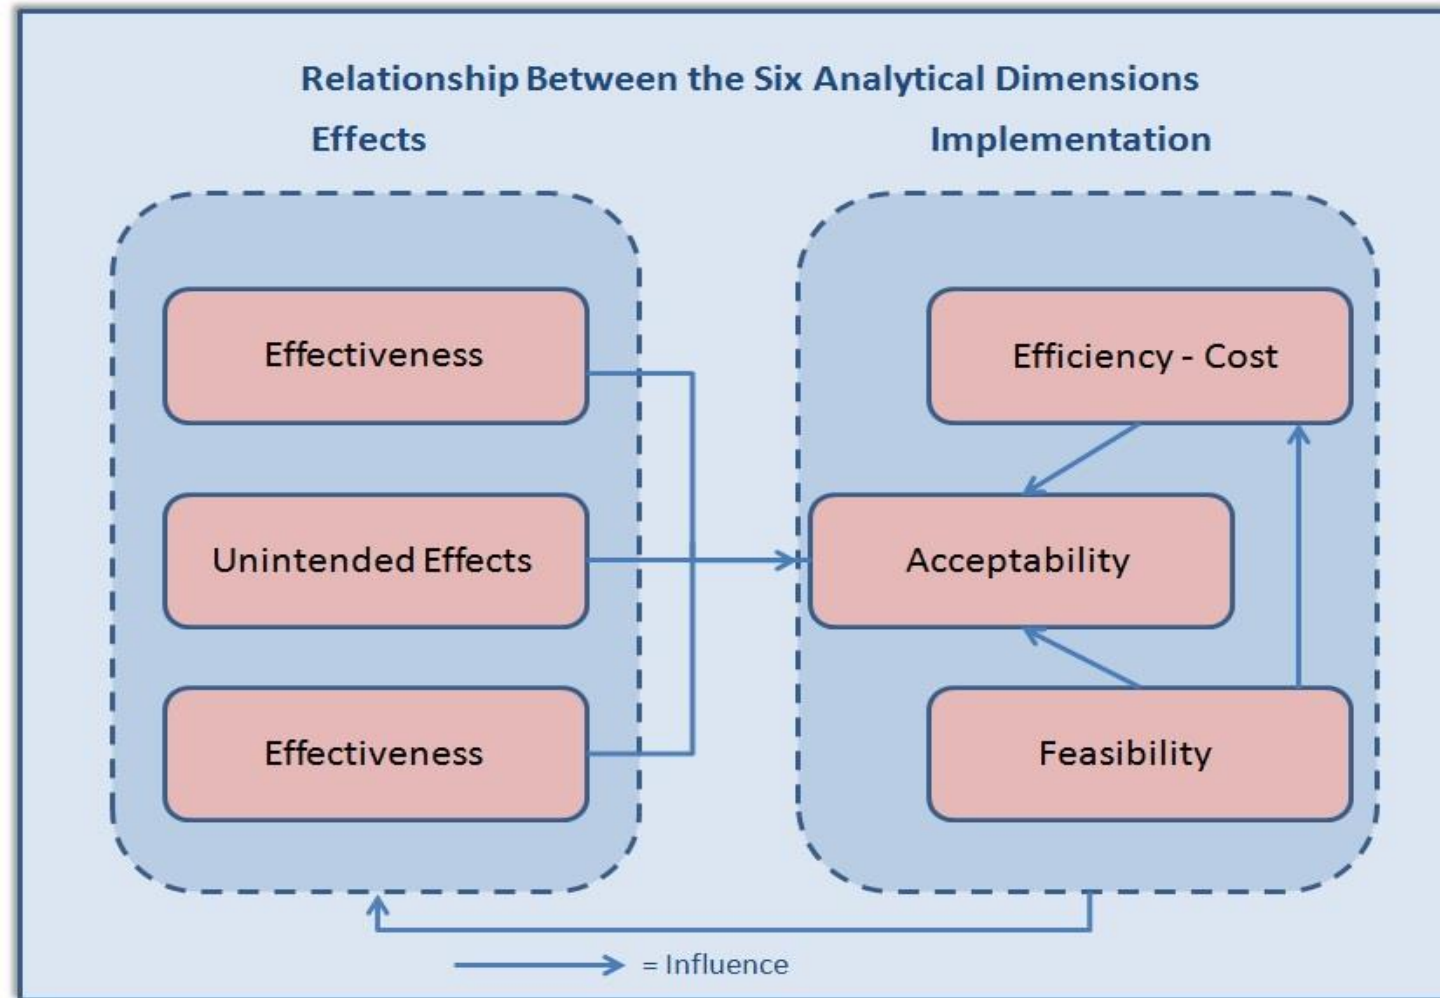 Relationship Between the Six Analytical Dimensions
Effects
Implementation
Effectiveness
Unintended Effects
Effectiveness
Efficiency - Cost
Acceptability
Feasibility
= Influence